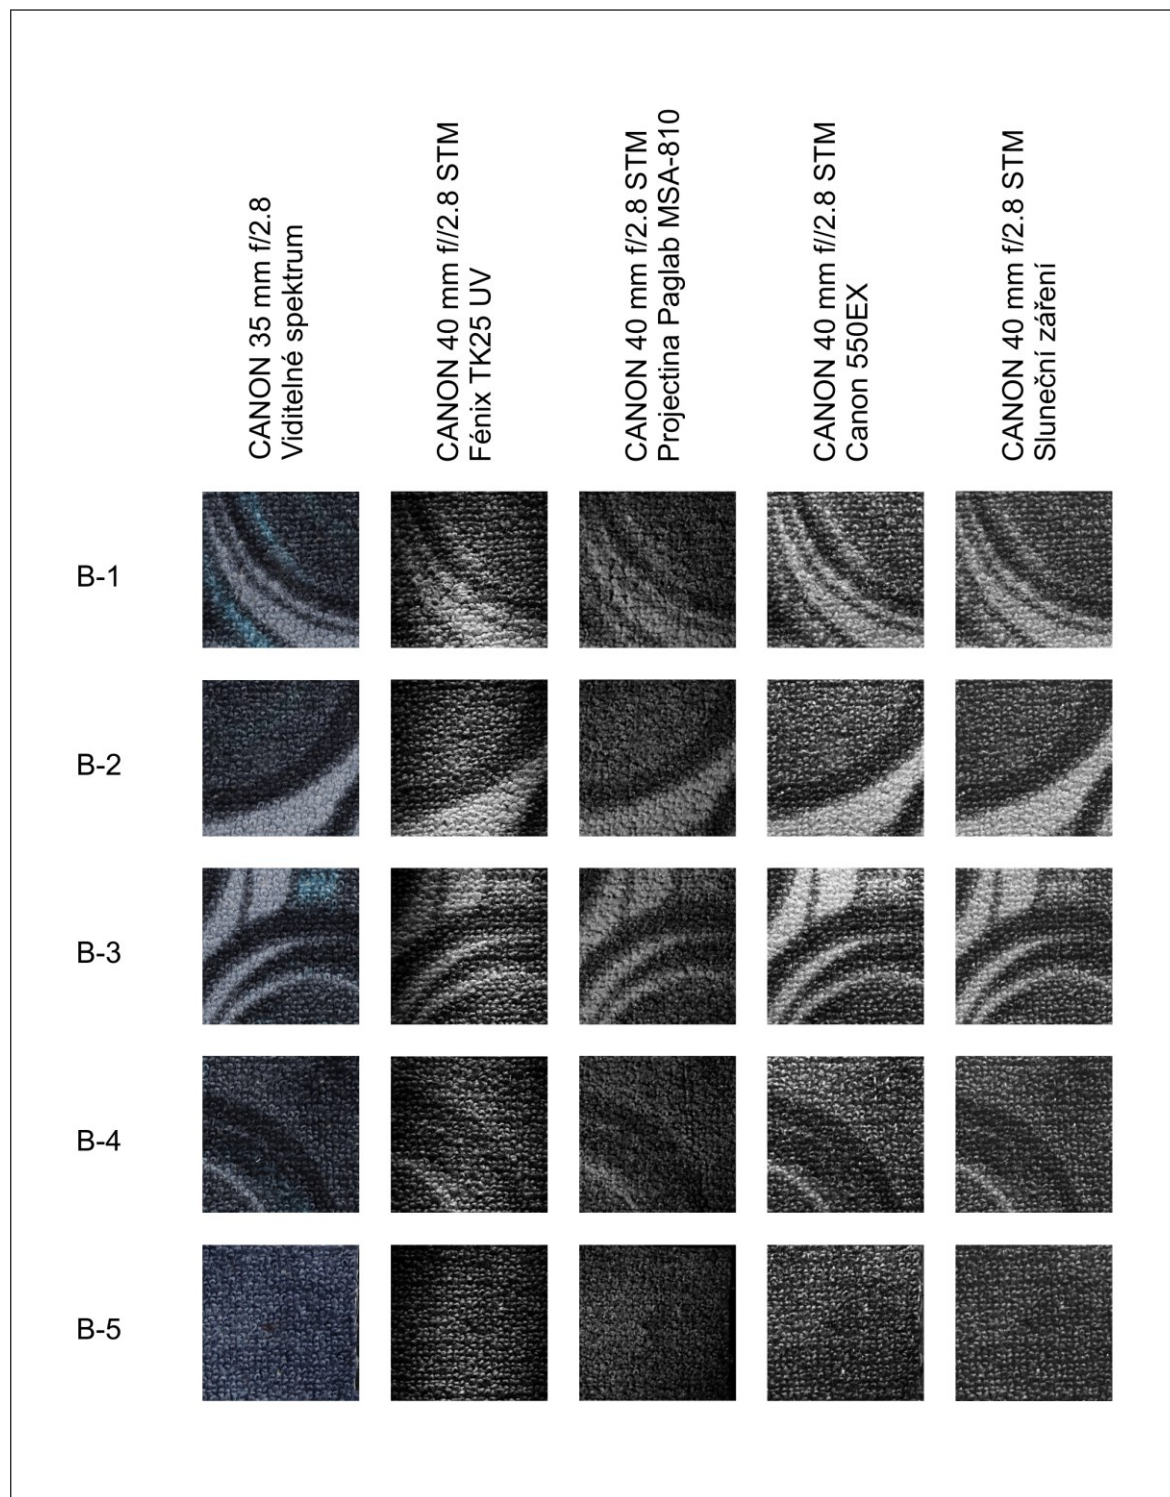 CANON 35 mm f/2.8
Viditelné spektrum
CANON 40 mm f//2.8 STM
Fénix TK25 UV
CANON 40 mm f/2.8 STM
Projectina Paglab MSA-810
CANON 40 mm f//2.8 STM
Canon 550EX
CANON 40 mm f/2.8 STM
Sluneční záření
B-1
B-2
B-3
B-4
B-5